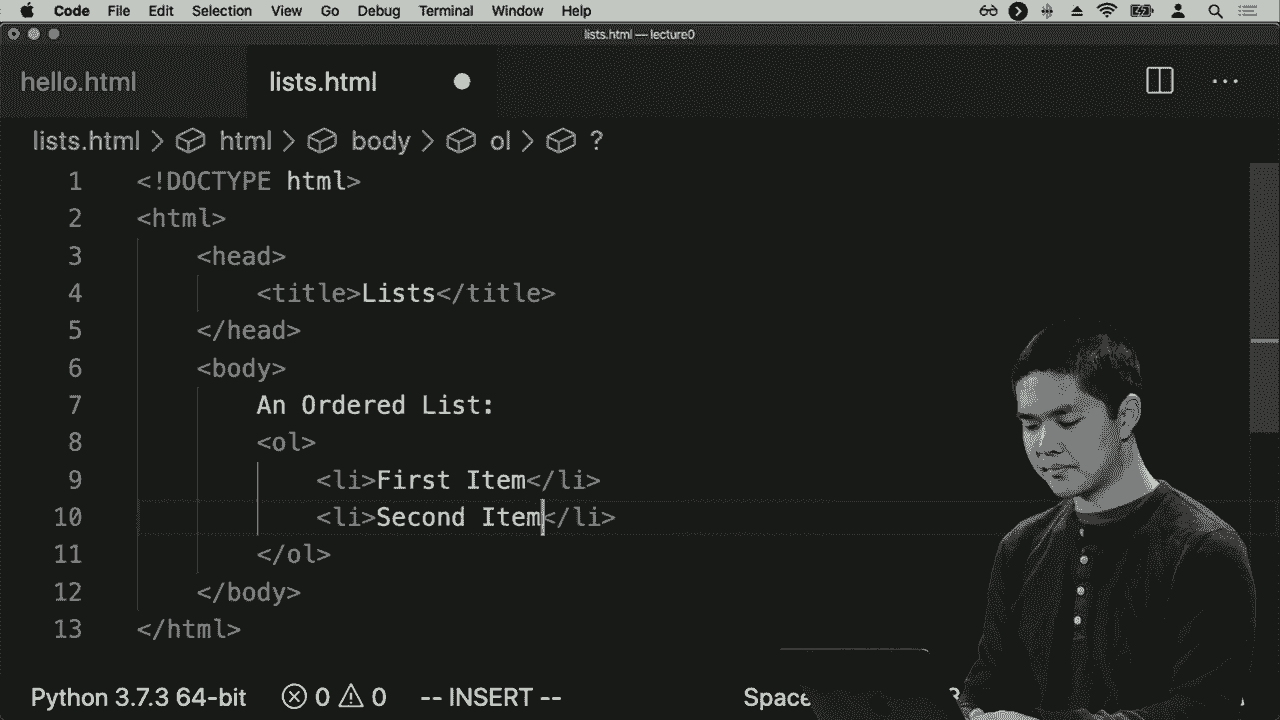 Code File Edit Selection View Go Debug Terminal Window Help
lists.html — lecture0
hello.html lists.html
lists.html > html > body > ol > ?
1 <!DOCTYPE html>
2 <html>
3 <head>
4 <title>Lists</title>
5 </head>
6 <body>
7 An Ordered List:
8 <ol>
9 <li>First Item</li>
10 <li>Second Item</li>
11 </ol>
12 </body>
13 </html>
Python 3.7.3 64-bit 0 0 -- INSERT --